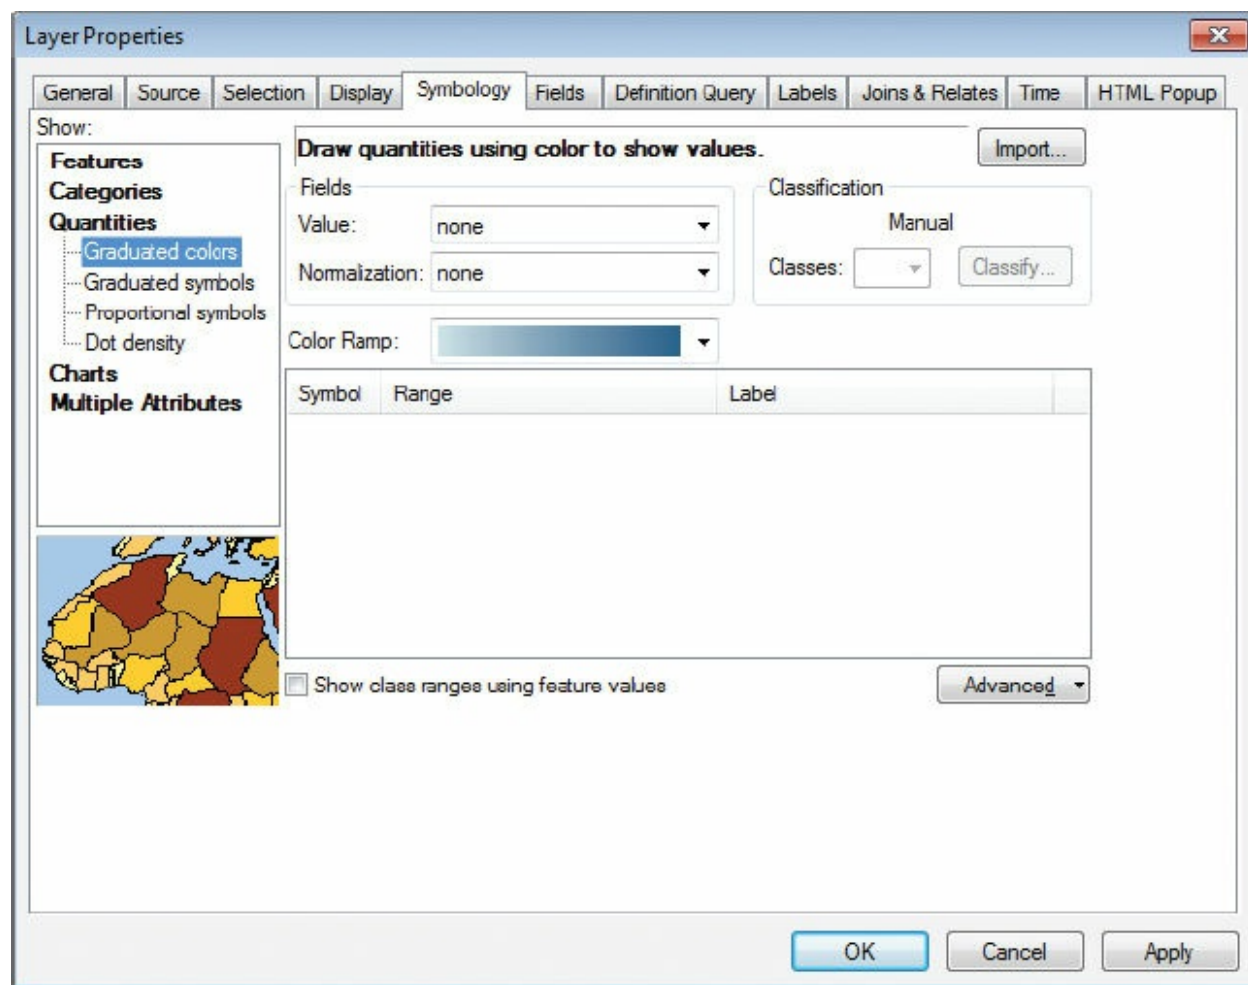 Layer Properties
General Source Selection Display Symbology Fields Definition Query Labels Joins & Relates Time HTML Popup
Show:
Features
Categories
Quantities
Graduated colors
Graduated symbols
Proportional symbols
Dot density
Charts
Multiple Attributes
Draw quantities using color to show values.
Import...
Fields
Value: none
Normalization: none
Classification
Manual
Classes:
Classify...
Color Ramp:
Symbol Range Label
Show class ranges using feature values
Advanced
OK Cancel Apply